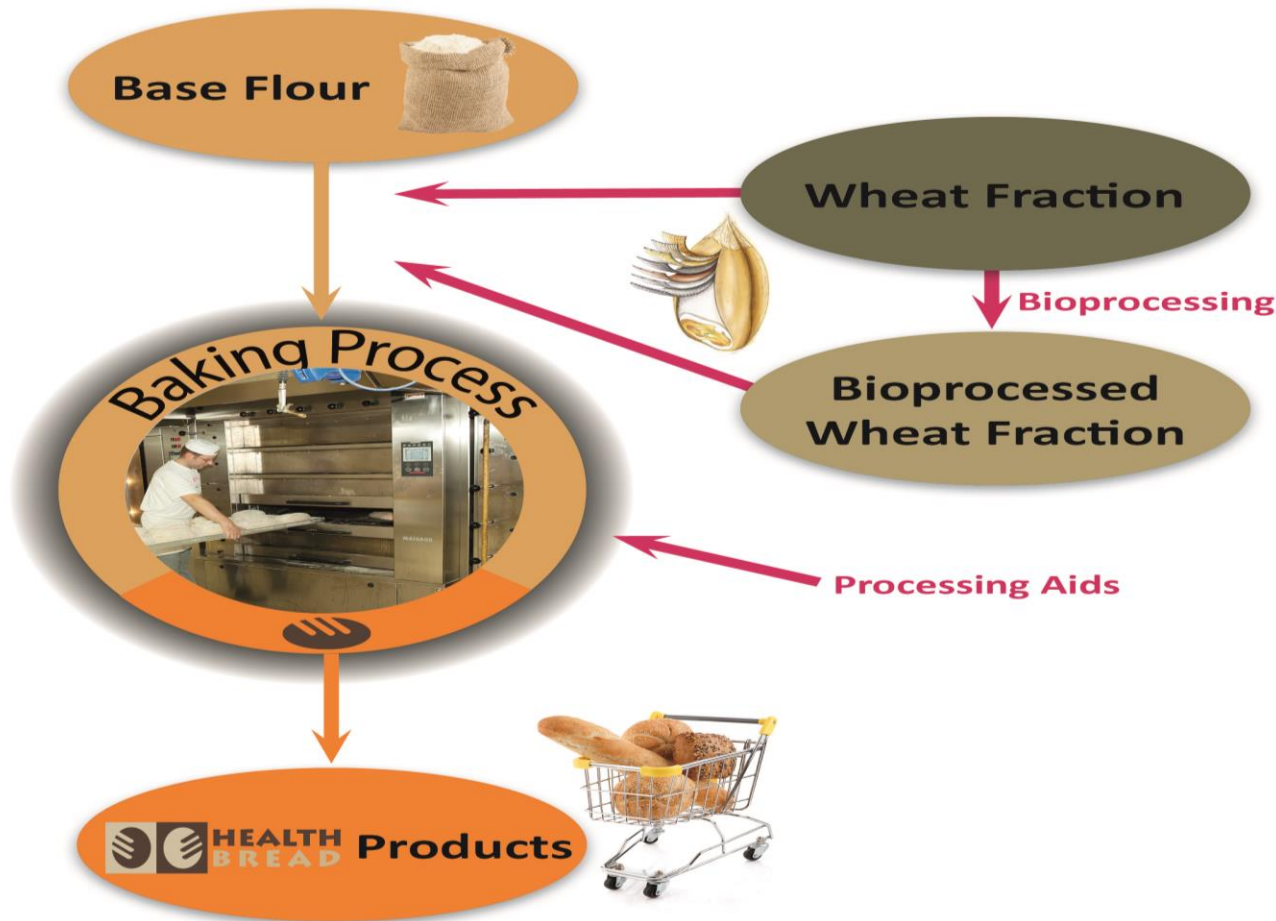 Base Flour
Wheat Fraction
Bioprocessing
Bioprocessed
Wheat Fraction
Baking Process
Processing Aids
HEALTH
BREAD
Products